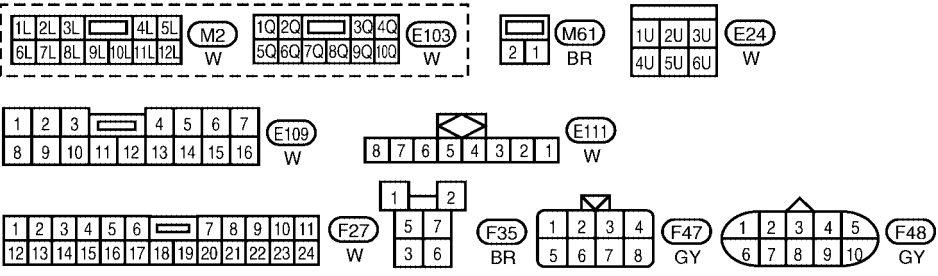 1L 2L 3L 4L 5L
6L 7L 8L 9L 10L 11L 12L
M2
W
1Q 2Q 3Q 4Q
5Q 6Q 7Q 8Q 9Q 10Q
E103
W
2 1
M61
BR
1U 2U 3U
4U 5U 6U
E24
W
1 2 3 4 5 6 7
8 9 10 11 12 13 14 15 16
E109
W
8 7 6 5 4 3 2 1
E111
W
1 2 3 4 5 6 7 8 9 10 11
12 13 14 15 16 17 18 19 20 21 22 23 24
F27
W
1 2
5 7
3 6
F35
BR
1 2 3 4
5 6 7 8
F47
GY
1 2 3 4 5
6 7 8 9 10
F48
GY